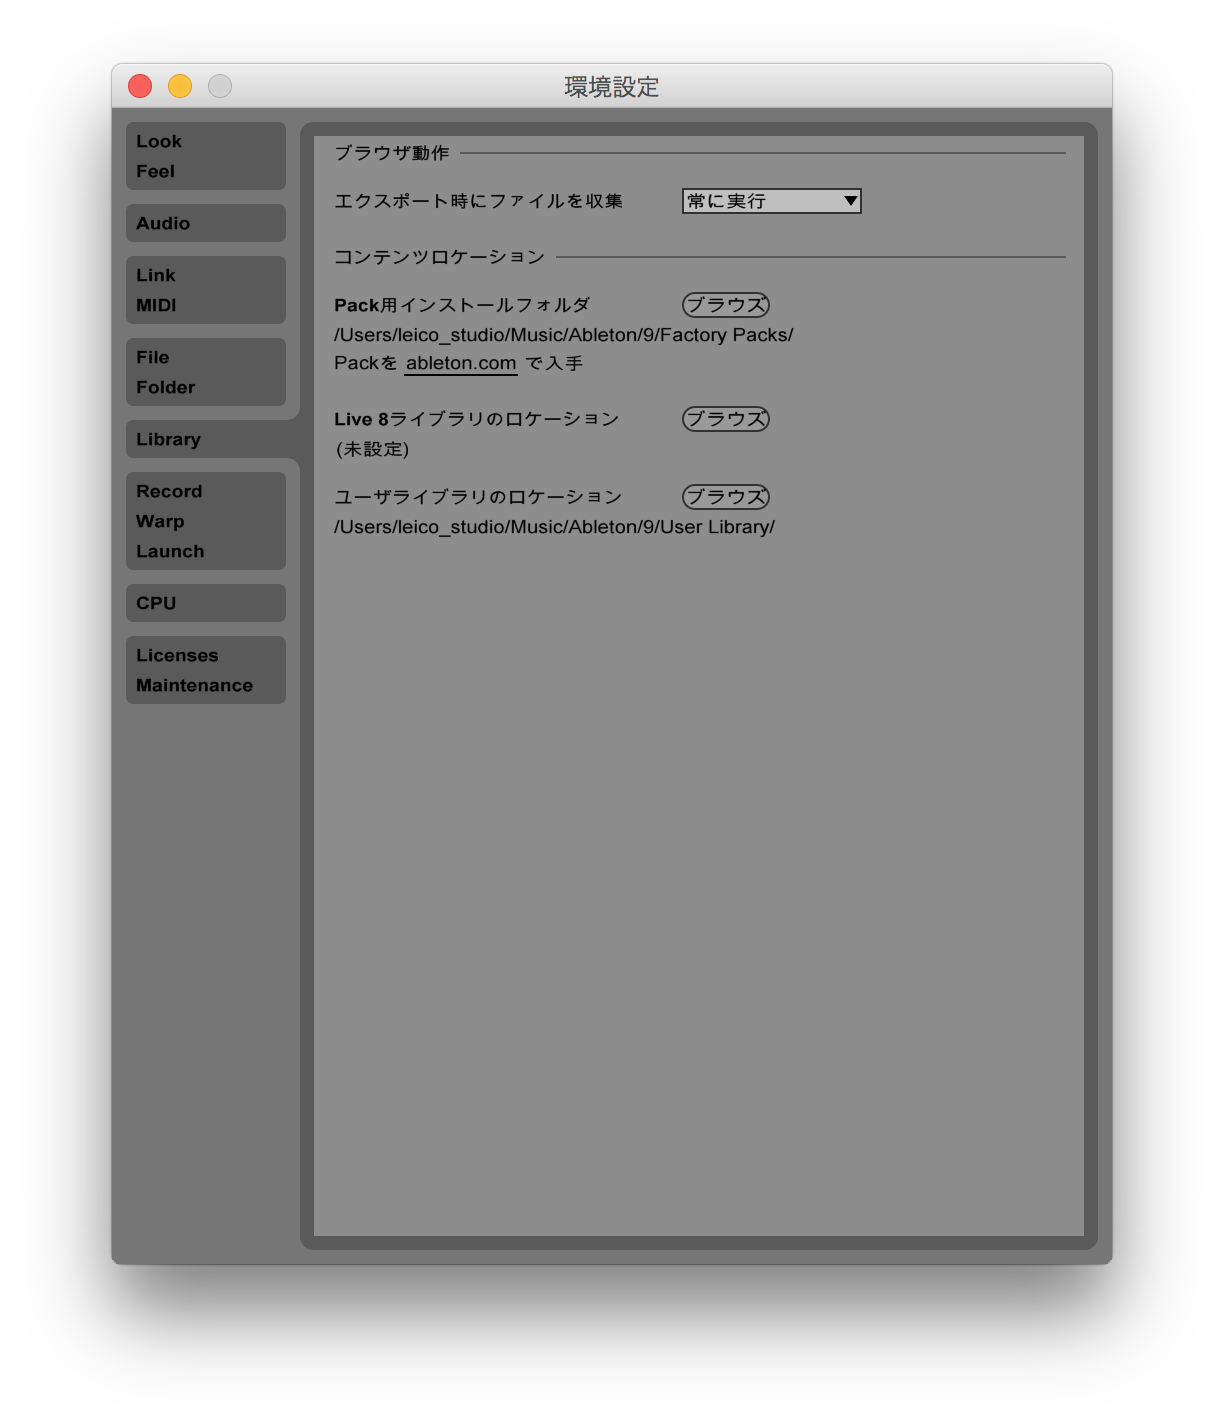 環境設定
Look
Feel
Audio
Link
MIDI
File
Folder
Library
Record
Warp
Launch
CPU
Licenses
Maintenance
ブラウザ動作
エクスポート時にファイルを収集 常に実行
コンテンツロケーション
Pack用インストールフォルダ ブラウズ
/Users/leico_studio/Music/Ableton/9/Factory Packs/
Packを ableton.com で入手
Live 8ライブラリのロケーション ブラウズ
(未設定)
ユーザライブラリのロケーション ブラウズ
/Users/leico_studio/Music/Ableton/9/User Library/